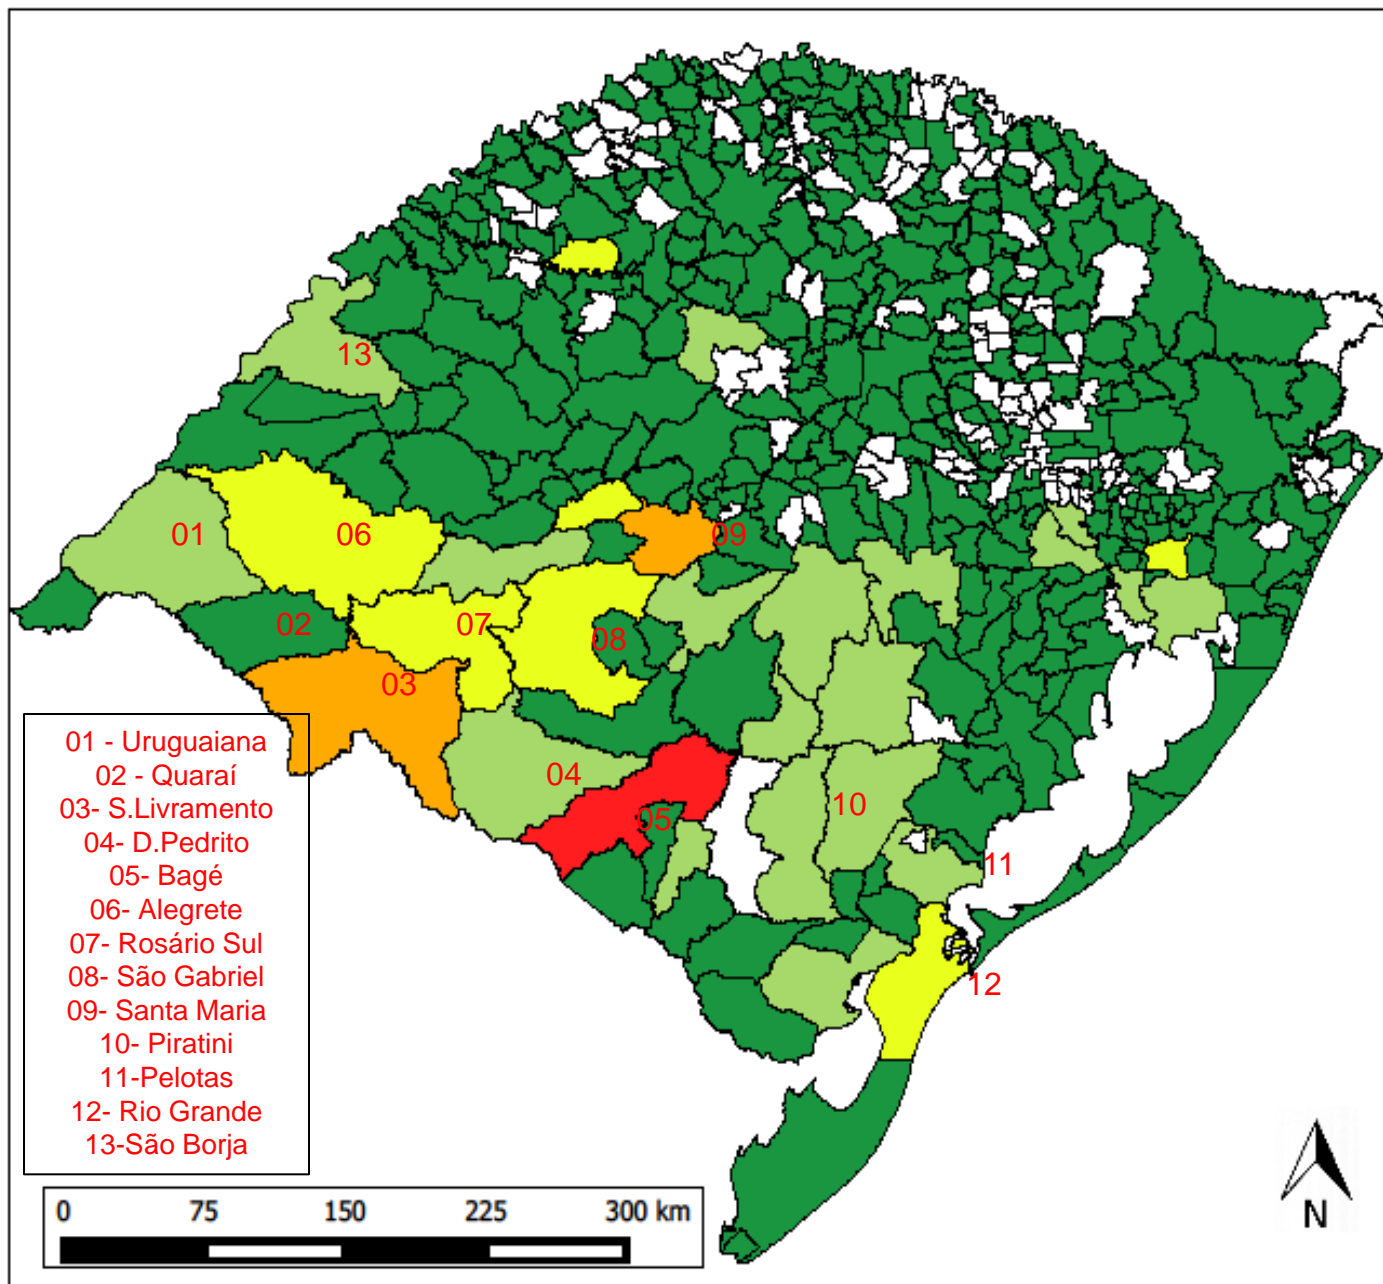 13
01
06
09
02
07
08
03
04
05
10
11
12
01 - Uruguaiana
02 - Quaraí
03- S.Livramento
04- D.Pedrito
05- Bagé
06- Alegrete
07- Rosário Sul
08- São Gabriel
09- Santa Maria
10- Piratini
11-Pelotas
12- Rio Grande
13-São Borja
0 75 150 225 300 km
N